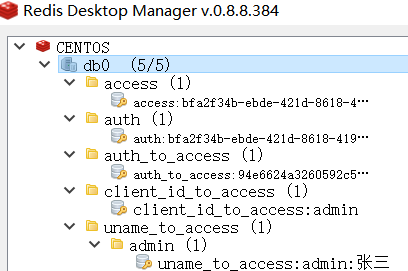 Redis Desktop Manager v.0.8.8.384
CENTOS
db0 (5/5)
access (1)
access:bfa2f34b-ebde-421d-8618-4…
auth (1)
auth:bfa2f34b-ebde-421d-8618-419…
auth_to_access (1)
auth_to_access:94e6624a3260592c5…
client_id_to_access (1)
client_id_to_access:admin
uname_to_access (1)
admin (1)
uname_to_access:admin:张三